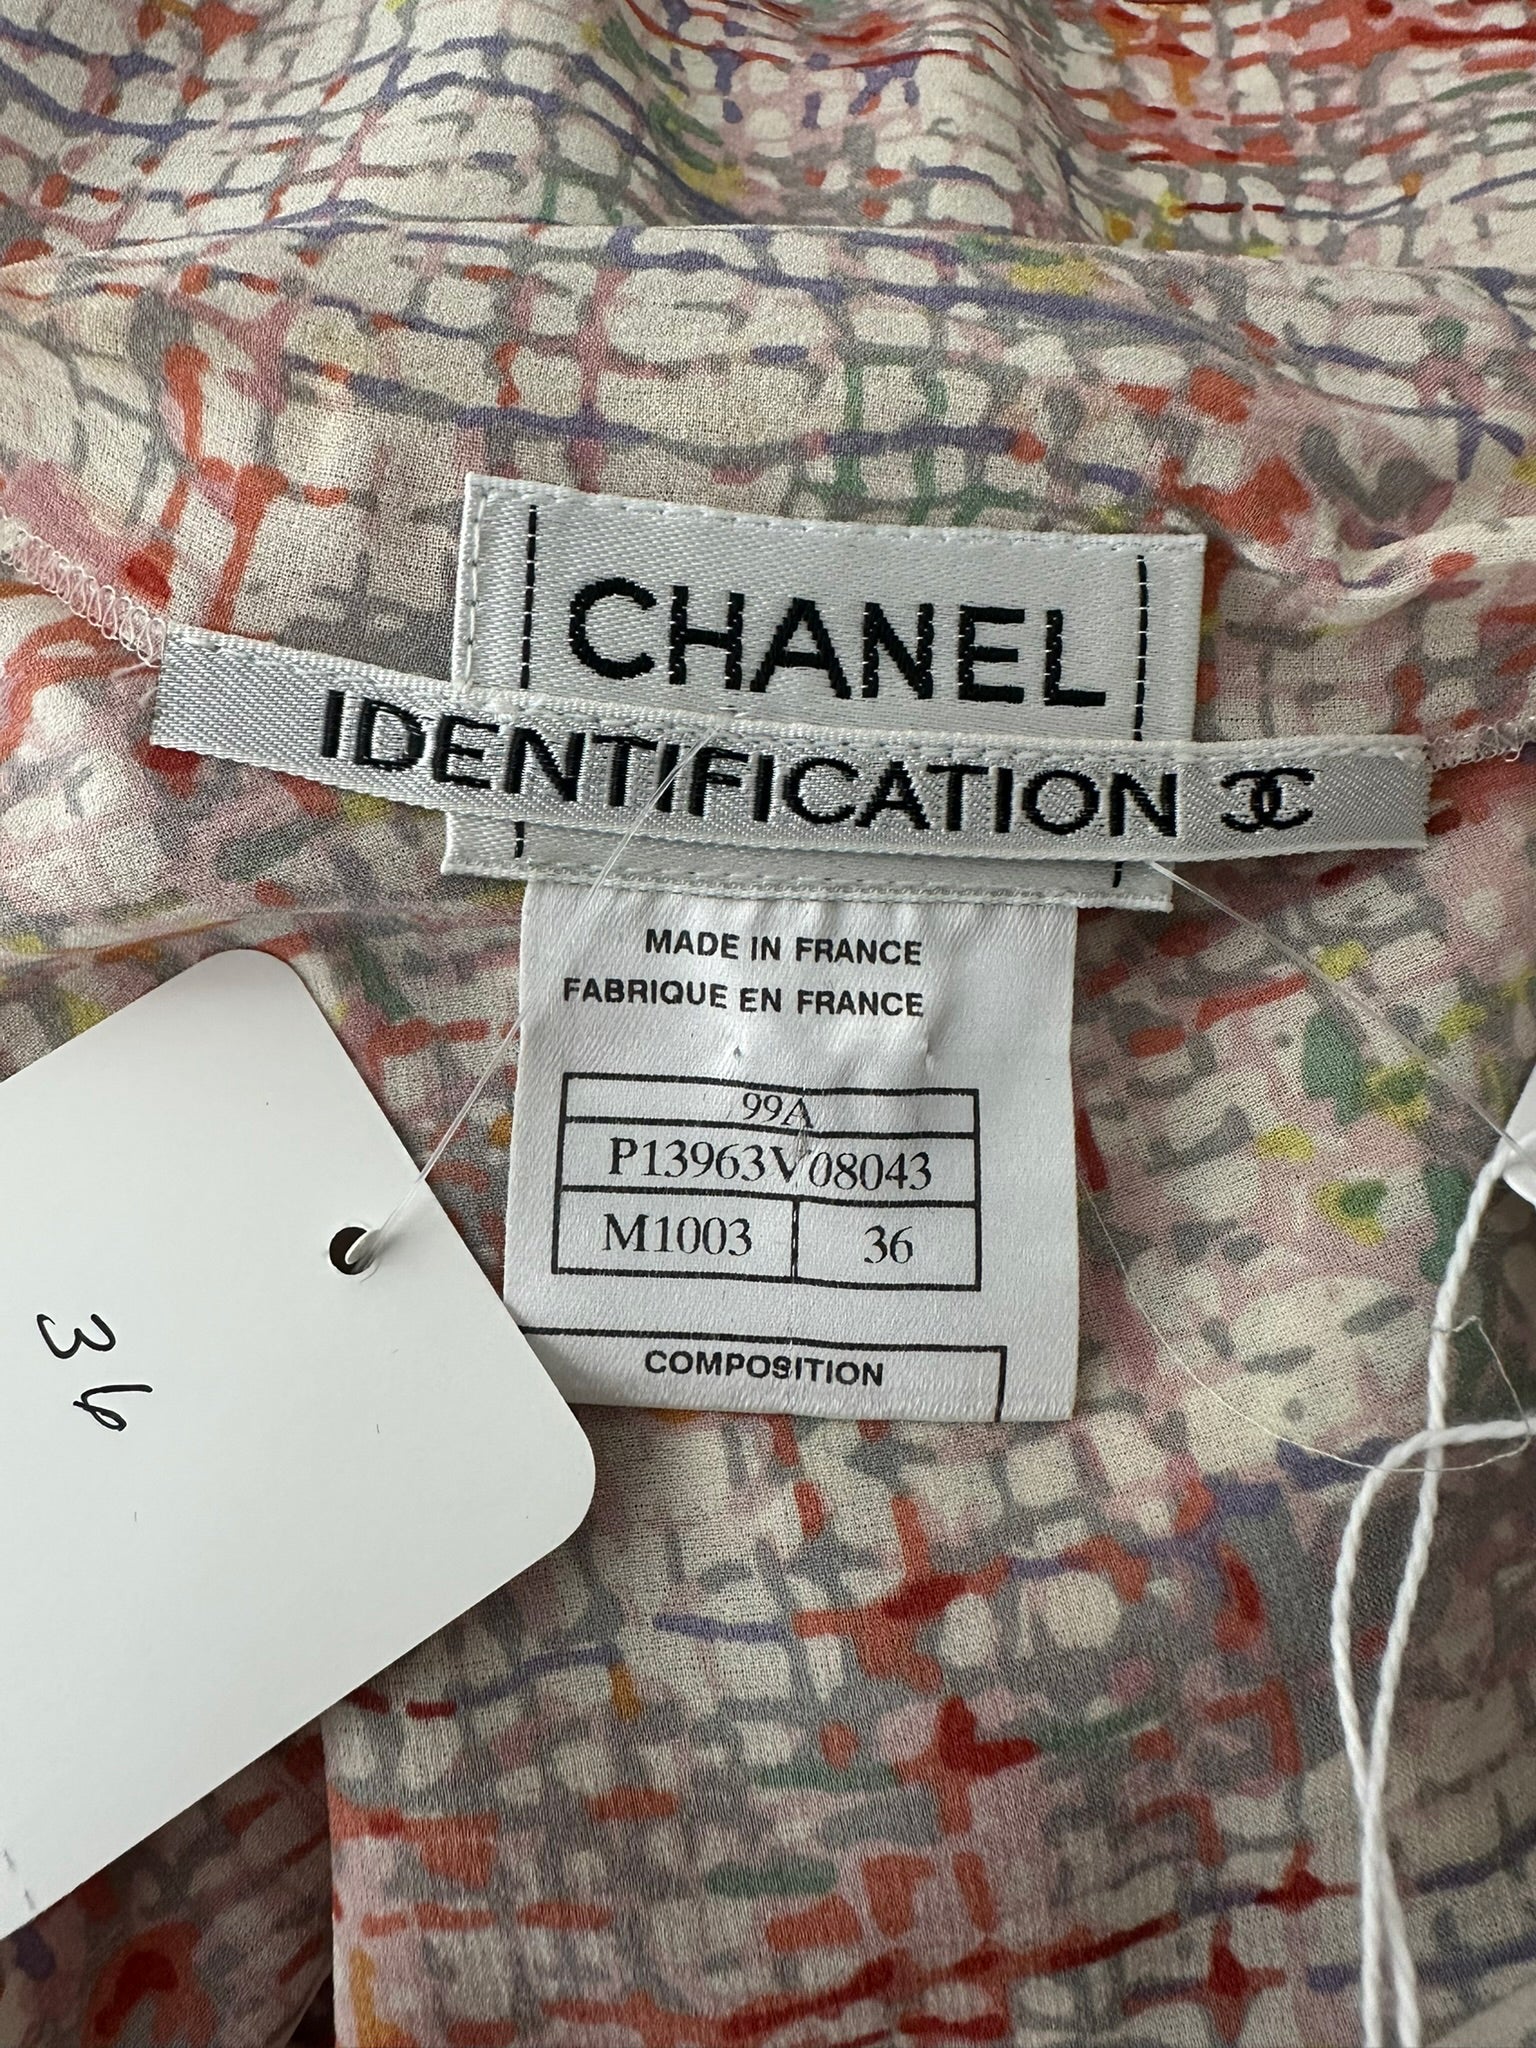 CHANEL
IDENTIFICATION
MADE IN FRANCE
FABRIQUE EN FRANCE
99A
P13963V08043
M1003 36
COMPOSITION
36